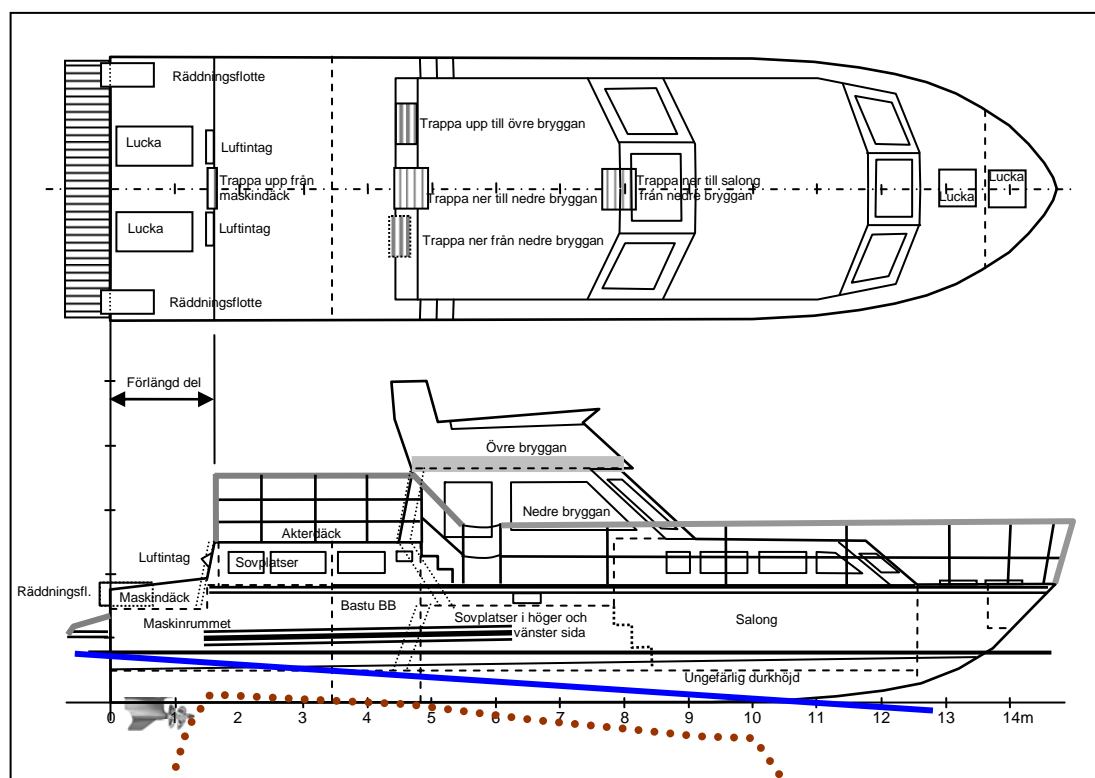 Räddningsflotte
Lucka
Luftintag
Trappa upp från
maskindäck
Lucka
Luftintag
Räddningsflotte
Trappa upp till övre bryggan
Trappa ner till nedre bryggan
Trappa ner från nedre bryggan
Trappa ner till salong
från nedre bryggan
Lucka
Lucka
Förlängd del
Övre bryggan
Nedre bryggan
Akterdäck
Luftintag
Sovplatser
Räddningsfl.
Maskindäck
Maskinrummet
Bastu BB
Sovplatser i höger och
vänster sida
Salong
Ungefärlig durkhöjd
0 1 2 3 4 5 6 7 8 9 10 11 12 13 14m